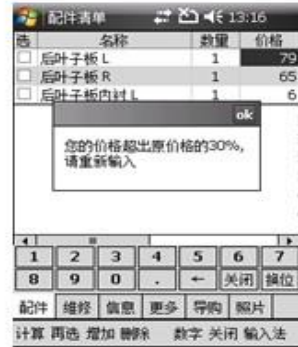 配件清单 13:16
选 名称 数量 价格
后叶子板 L 1 79
后叶子板 R 1 65
后叶子板内衬 L 1 6
ok
您的价格超出原价格的30%,
请重新输入
1 2 3 4 5 6 7
8 9 0 . ← 关闭 换位
配件 维修 信息 更多 导购 照片
计算 再选 增加 删除 数字 关闭 输入法